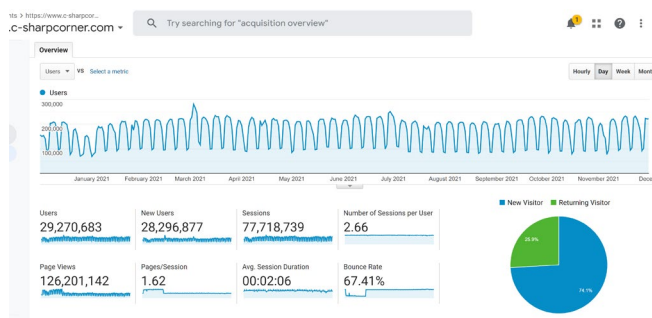 nts > https://www.c-sharpcor...
.c-sharpcorner.com
Try searching for "acquisition overview"
1
Overview
Users VS Select a metric
Hourly Day Week Mont
Users
300,000
200,000
100,000
January 2021 February 2021 March 2021 April 2021 May 2021 June 2021 July 2021 August 2021 September 2021 October 2021 November 2021 Dece
New Visitor Returning Visitor
Users
29,270,683
New Users
28,296,877
Sessions
77,718,739
Number of Sessions per User
2.66
Page Views
126,201,142
Pages/Session
1.62
Avg. Session Duration
00:02:06
Bounce Rate
67.41%
25.9%
74.1%